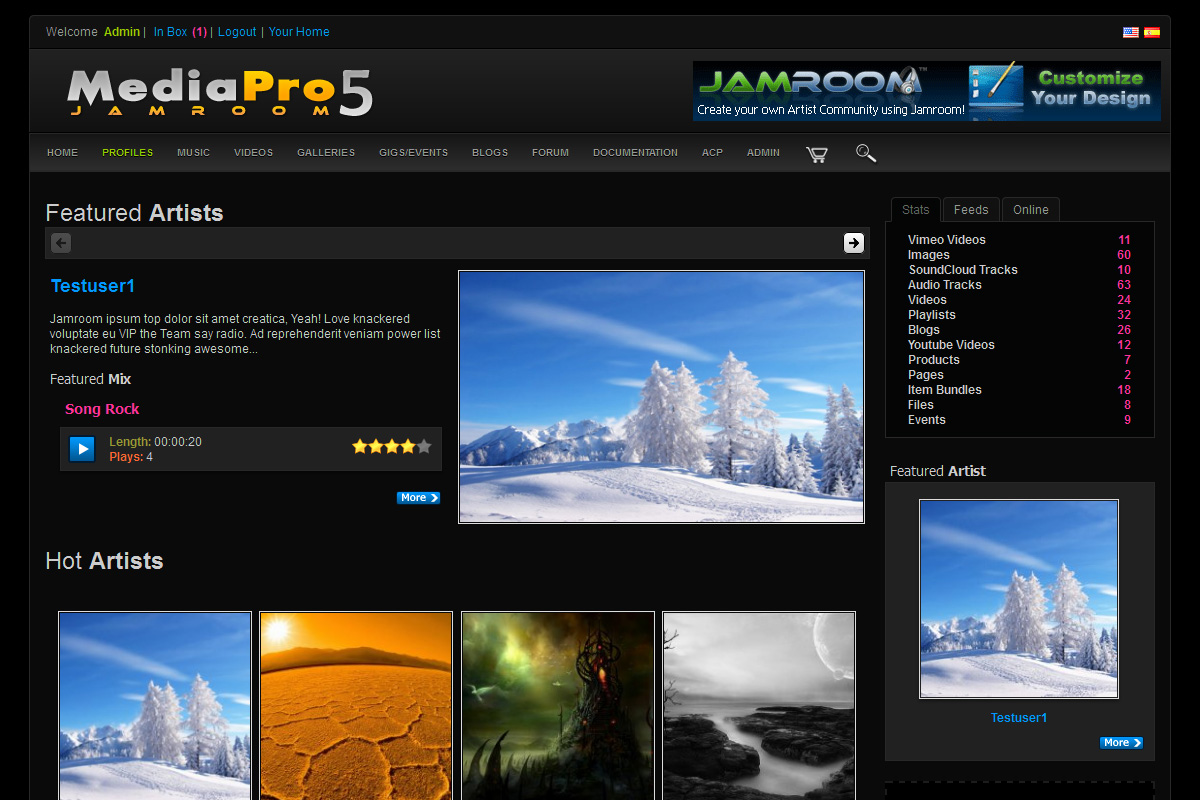 Welcome Admin | In Box (1) | Logout | Your Home
MediaPro5
JAMROOM
JAMROOM™
Create your own Artist Community using Jamroom!
Customize
Your Design
HOME PROFILES MUSIC VIDEOS GALLERIES GIGS/EVENTS BLOGS FORUM DOCUMENTATION ACP ADMIN
Featured Artists
Testuser1
Jamroom ipsum top dolor sit amet creatica, Yeah! Love knackered
voluptate eu VIP the Team say radio. Ad reprehenderit veniam power list
knackered future stonking awesome...
Featured Mix
Song Rock
Length: 00:00:20
Plays: 4
More
Hot Artists
Stats Feeds Online
Vimeo Videos 11
Images 60
SoundCloud Tracks 10
Audio Tracks 63
Videos 24
Playlists 32
Blogs 26
Youtube Videos 12
Products 7
Pages 2
Item Bundles 18
Files 8
Events 9
Featured Artist
Testuser1
More